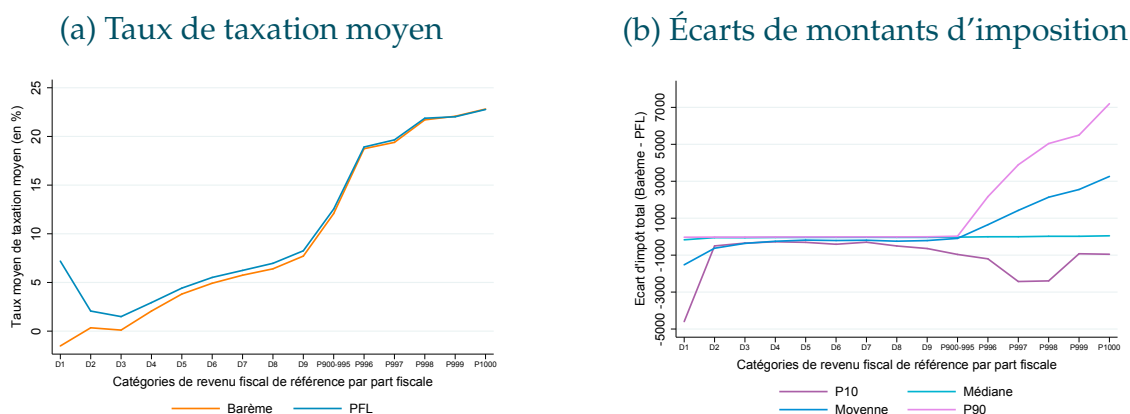 (a) Taux de taxation moyen
Taux moyen de taxation moyen (en %)
25
20
15
10
5
0
D1 D2 D3 D4 D5 D6 D7 D8 D9 P900-995 P996 P997 P998 P999 P1000
Catégories de revenu fiscal de référence par part fiscale
Barème PFL
(b) Écarts de montants d'imposition
Ecart d'impôt total (Barème - PFL)
7000
5000
3000
1000
-1000
-3000
-5000
D1 D2 D3 D4 D5 D6 D7 D8 D9 P900-995 P996 P997 P998 P999 P1000
Catégories de revenu fiscal de référence par part fiscale
P10 Médiane
Moyenne P90